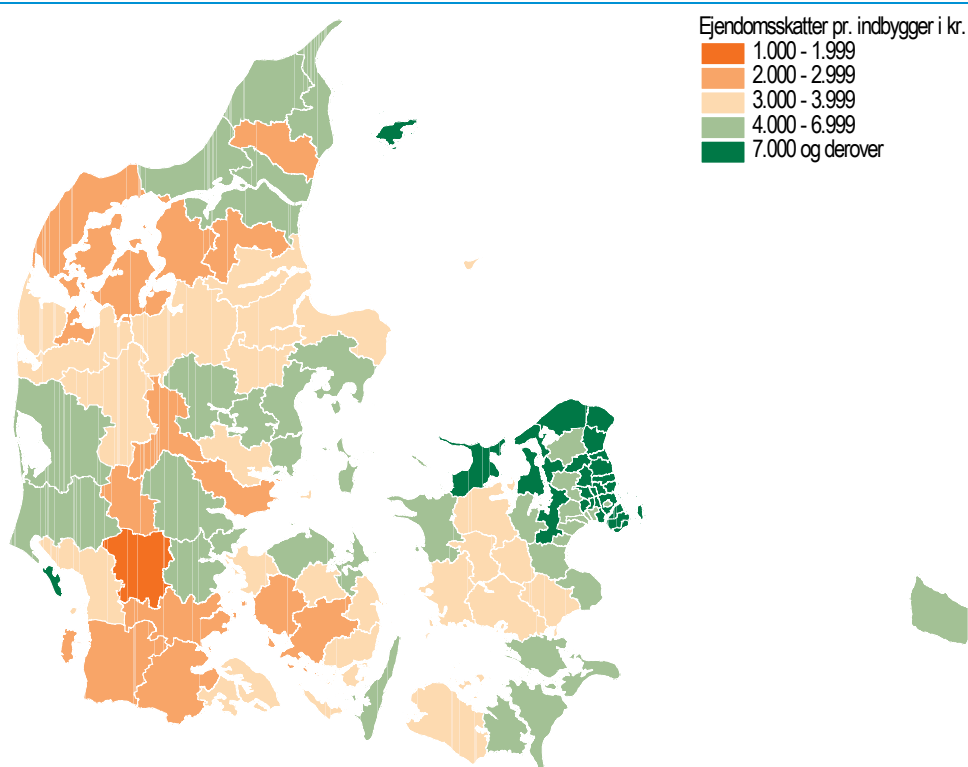 Ejendomsskatter pr. indbygger i kr.
1.000 - 1.999
2.000 - 2.999
3.000 - 3.999
4.000 - 6.999
7.000 og derover